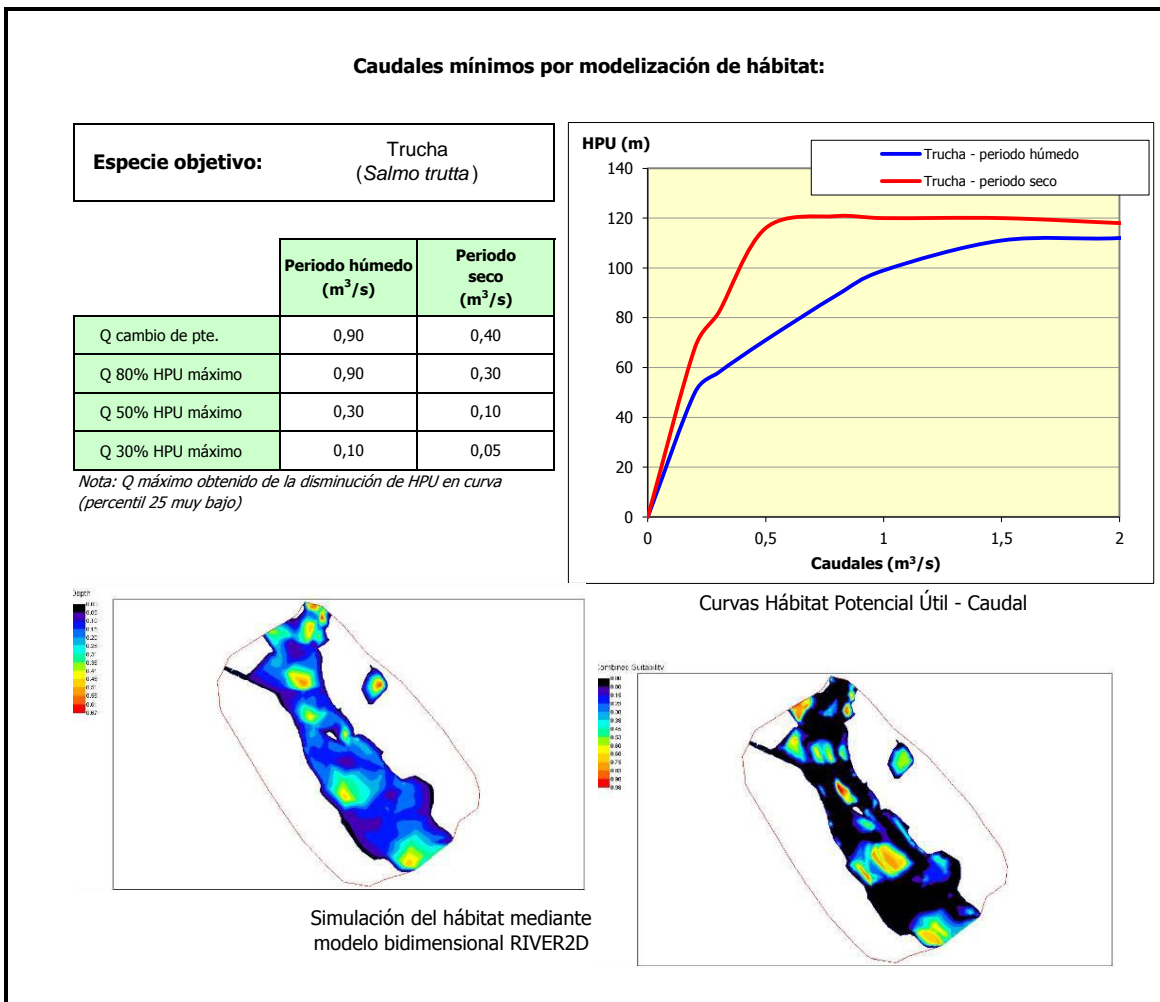 Caudales mínimos por modelización de hábitat:
Especie objetivo:
Trucha
(Salmo trutta)
Periodo húmedo
(m³/s)
Periodo
seco
(m³/s)
Q cambio de pte.
0,90
0,40
Q 80% HPU máximo
0,90
0,30
Q 50% HPU máximo
0,30
0,10
Q 30% HPU máximo
0,10
0,05
Nota: Q máximo obtenido de la disminución de HPU en curva
(percentil 25 muy bajo)
HPU (m)
Trucha - periodo húmedo
Trucha - periodo seco
140
120
100
80
60
40
20
0
0
0,5
1
1,5
2
Caudales (m³/s)
Curvas Hábitat Potencial Útil - Caudal
Depth
Simulación del hábitat mediante
modelo bidimensional RIVER2D
Combined Suitability